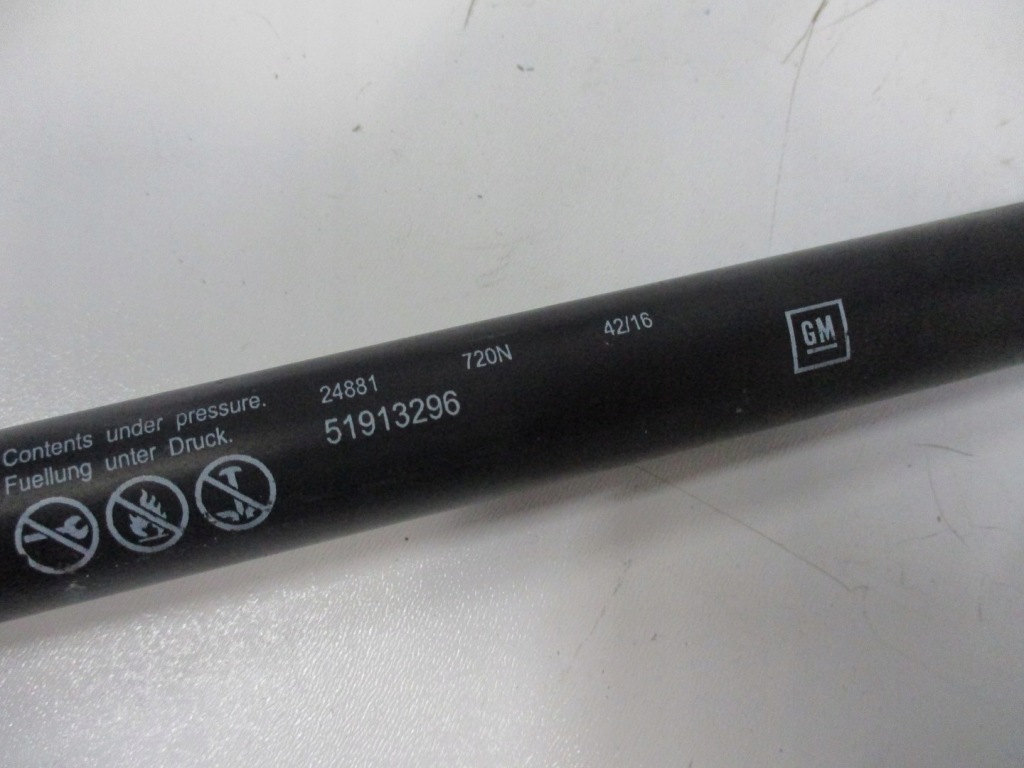 Contents under pressure.
Fuellung unter Druck.
24881 720N 42/16
51913296
GM